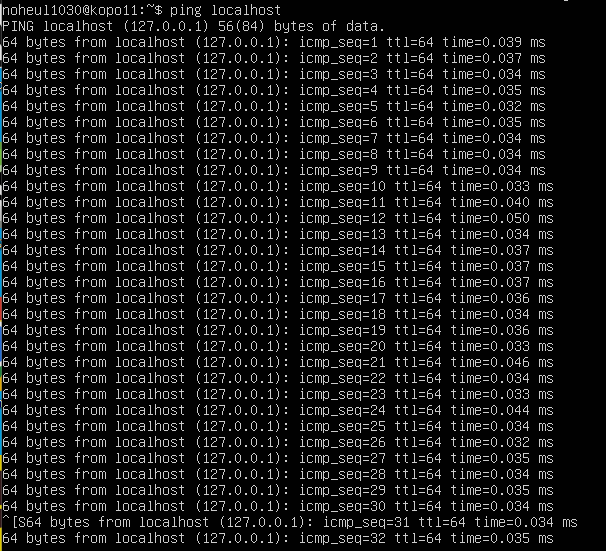 noheul1030@kopo11:~$ ping localhost
PING localhost (127.0.0.1) 56(84) bytes of data.
64 bytes from localhost (127.0.0.1): icmp_seq=1 ttl=64 time=0.039 ms
64 bytes from localhost (127.0.0.1): icmp_seq=2 ttl=64 time=0.037 ms
64 bytes from localhost (127.0.0.1): icmp_seq=3 ttl=64 time=0.034 ms
64 bytes from localhost (127.0.0.1): icmp_seq=4 ttl=64 time=0.035 ms
64 bytes from localhost (127.0.0.1): icmp_seq=5 ttl=64 time=0.032 ms
64 bytes from localhost (127.0.0.1): icmp_seq=6 ttl=64 time=0.035 ms
64 bytes from localhost (127.0.0.1): icmp_seq=7 ttl=64 time=0.034 ms
64 bytes from localhost (127.0.0.1): icmp_seq=8 ttl=64 time=0.034 ms
64 bytes from localhost (127.0.0.1): icmp_seq=9 ttl=64 time=0.034 ms
64 bytes from localhost (127.0.0.1): icmp_seq=10 ttl=64 time=0.033 ms
64 bytes from localhost (127.0.0.1): icmp_seq=11 ttl=64 time=0.040 ms
64 bytes from localhost (127.0.0.1): icmp_seq=12 ttl=64 time=0.050 ms
64 bytes from localhost (127.0.0.1): icmp_seq=13 ttl=64 time=0.034 ms
64 bytes from localhost (127.0.0.1): icmp_seq=14 ttl=64 time=0.037 ms
64 bytes from localhost (127.0.0.1): icmp_seq=15 ttl=64 time=0.037 ms
64 bytes from localhost (127.0.0.1): icmp_seq=16 ttl=64 time=0.037 ms
64 bytes from localhost (127.0.0.1): icmp_seq=17 ttl=64 time=0.036 ms
64 bytes from localhost (127.0.0.1): icmp_seq=18 ttl=64 time=0.034 ms
64 bytes from localhost (127.0.0.1): icmp_seq=19 ttl=64 time=0.036 ms
64 bytes from localhost (127.0.0.1): icmp_seq=20 ttl=64 time=0.033 ms
64 bytes from localhost (127.0.0.1): icmp_seq=21 ttl=64 time=0.046 ms
64 bytes from localhost (127.0.0.1): icmp_seq=22 ttl=64 time=0.034 ms
64 bytes from localhost (127.0.0.1): icmp_seq=23 ttl=64 time=0.033 ms
64 bytes from localhost (127.0.0.1): icmp_seq=24 ttl=64 time=0.044 ms
64 bytes from localhost (127.0.0.1): icmp_seq=25 ttl=64 time=0.034 ms
64 bytes from localhost (127.0.0.1): icmp_seq=26 ttl=64 time=0.032 ms
64 bytes from localhost (127.0.0.1): icmp_seq=27 ttl=64 time=0.035 ms
64 bytes from localhost (127.0.0.1): icmp_seq=28 ttl=64 time=0.034 ms
64 bytes from localhost (127.0.0.1): icmp_seq=29 ttl=64 time=0.035 ms
64 bytes from localhost (127.0.0.1): icmp_seq=30 ttl=64 time=0.034 ms
^[S64 bytes from localhost (127.0.0.1): icmp_seq=31 ttl=64 time=0.034 ms
64 bytes from localhost (127.0.0.1): icmp_seq=32 ttl=64 time=0.035 ms